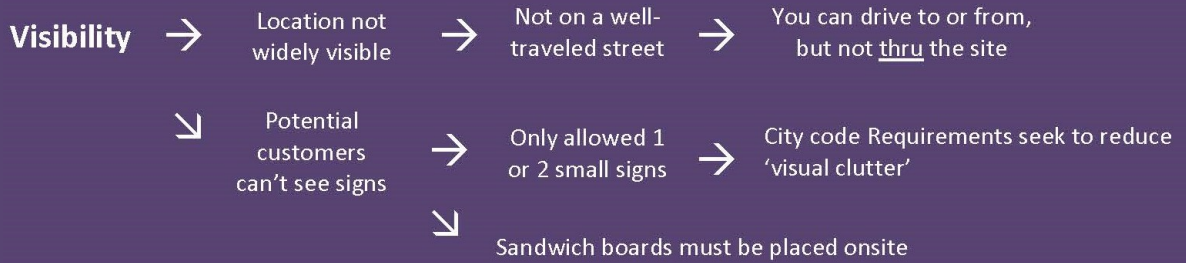 Visibility → Location not widely visible → Not on a well-traveled street → You can drive to or from, but not thru the site
↘ Potential customers can't see signs → Only allowed 1 or 2 small signs → City code Requirements seek to reduce 'visual clutter'
↘ Sandwich boards must be placed onsite